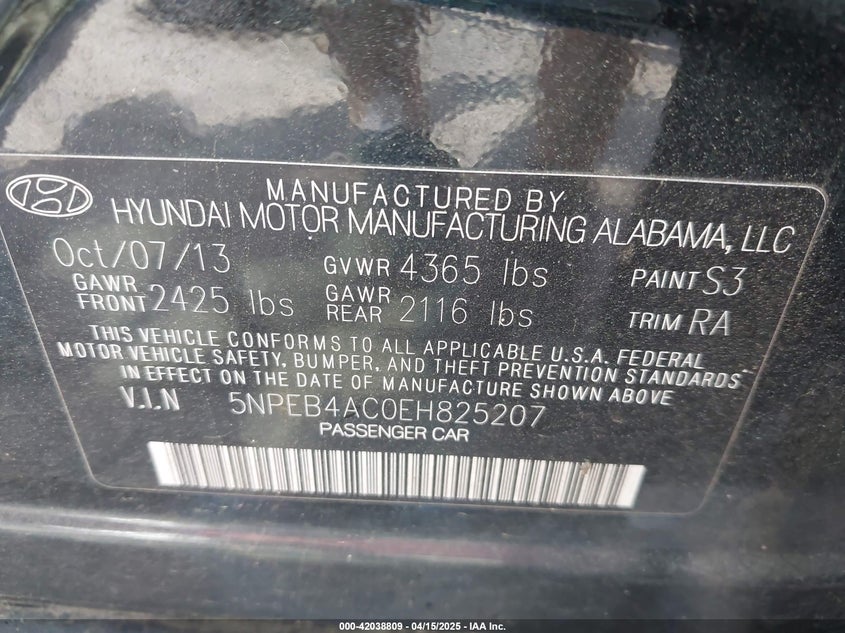 MANUFACTURED BY
HYUNDAI MOTOR MANUFACTURING ALABAMA, LLC
Oct/07/13 GVWR 4365 lbs PAINT S3
GAWR FRONT 2425 lbs GAWR REAR 2116 lbs TRIM RA
THIS VEHICLE CONFORMS TO ALL APPLICABLE U.S.A. FEDERAL
MOTOR VEHICLE SAFETY, BUMPER, AND THEFT PREVENTION STANDARDS
IN EFFECT ON THE DATE OF MANUFACTURE SHOWN ABOVE
V.I.N 5NPEB4AC0EH825207
PASSENGER CAR
000-42038809 - 04/15/2025 - IAA Inc.